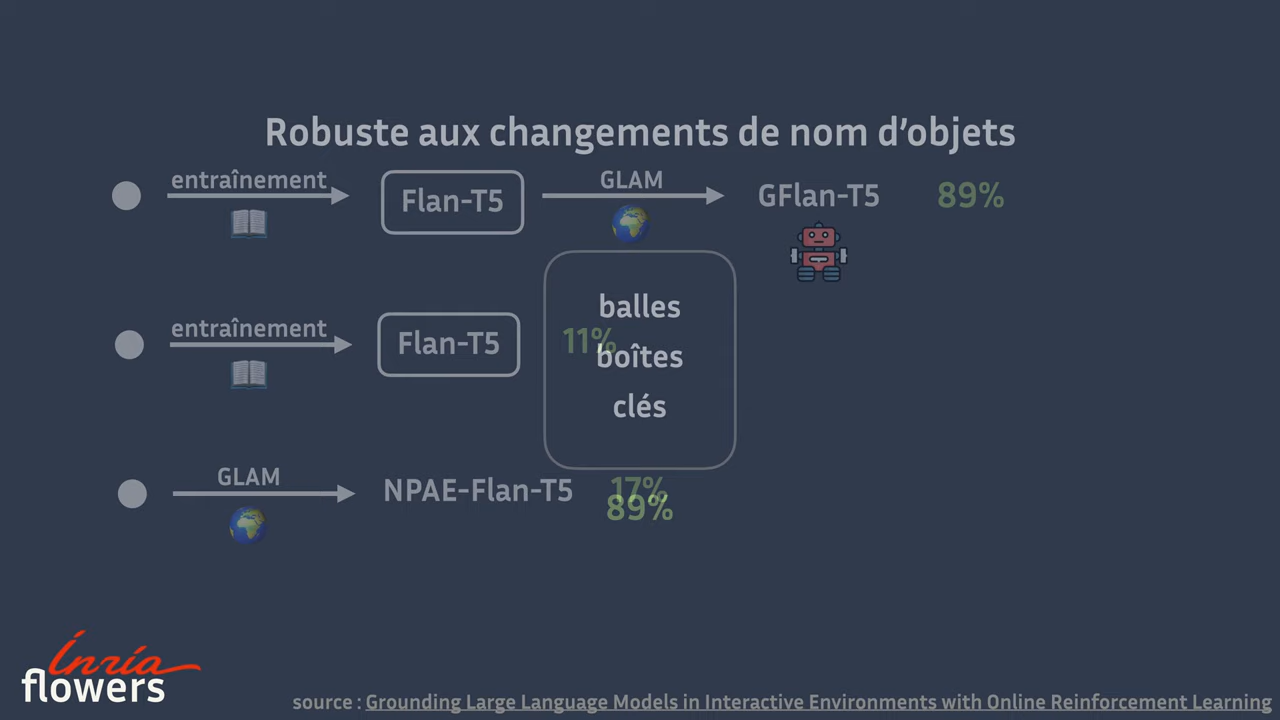 Robuste aux changements de nom d’objets
entraînement
Flan-T5
GLAM
GFlan-T5
89%
balles
entraînement
Flan-T5
11%
boîtes
clés
GLAM
NPAE-Flan-T5
17%
89%
Inria
flowers
source : Grounding Large Language Models in Interactive Environments with Online Reinforcement Learning